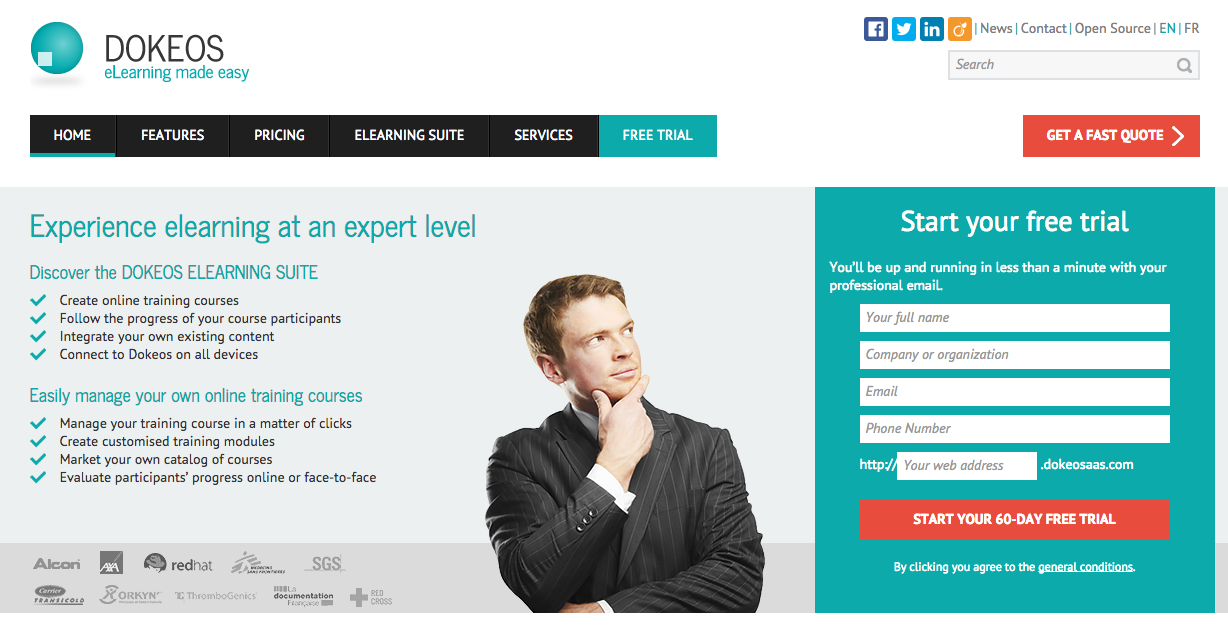 DOKEOS
eLearning made easy
| News | Contact | Open Source | EN | FR
Search
HOME
FEATURES
PRICING
ELEARNING SUITE
SERVICES
FREE TRIAL
GET A FAST QUOTE
Experience elearning at an expert level
Discover the DOKEOS ELEARNING SUITE
Create online training courses
Follow the progress of your course participants
Integrate your own existing content
Connect to Dokeos on all devices
Easily manage your own online training courses
Manage your training course in a matter of clicks
Create customised training modules
Market your own catalog of courses
Evaluate participants' progress online or face-to-face
Alcon
AXA
redhat
MEDECINS
SANS FRONTIERES
SGS
Carrier
TRANSICOLD
ORKYN'
ThromboGenics
La
documentation
Française
RED
CROSS
Start your free trial
You'll be up and running in less than a minute with your
professional email.
Your full name
Company or organization
Email
Phone Number
http:// Your web address .dokeosaas.com
START YOUR 60-DAY FREE TRIAL
By clicking you agree to the general conditions.